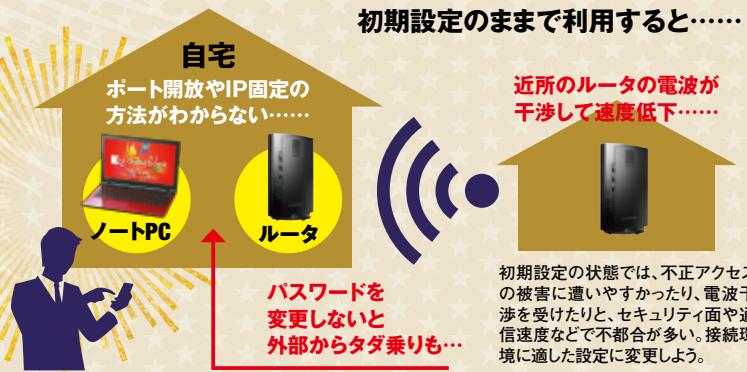 初期設定のままで利用すると……
自宅
ポート開放やIP固定の
方法がわからない……
ノートPC
ルータ
近所のルータの電波が
干渉して速度低下……
パスワードを
変更しないと
外部からタダ乗りも…
初期設定の状態では、不正アクセス
の被害に遭いやすかったり、電波干
渉を受けたりと、セキュリティ面や通
信速度などで不都合が多い。接続環
境に適した設定に変更しよう。